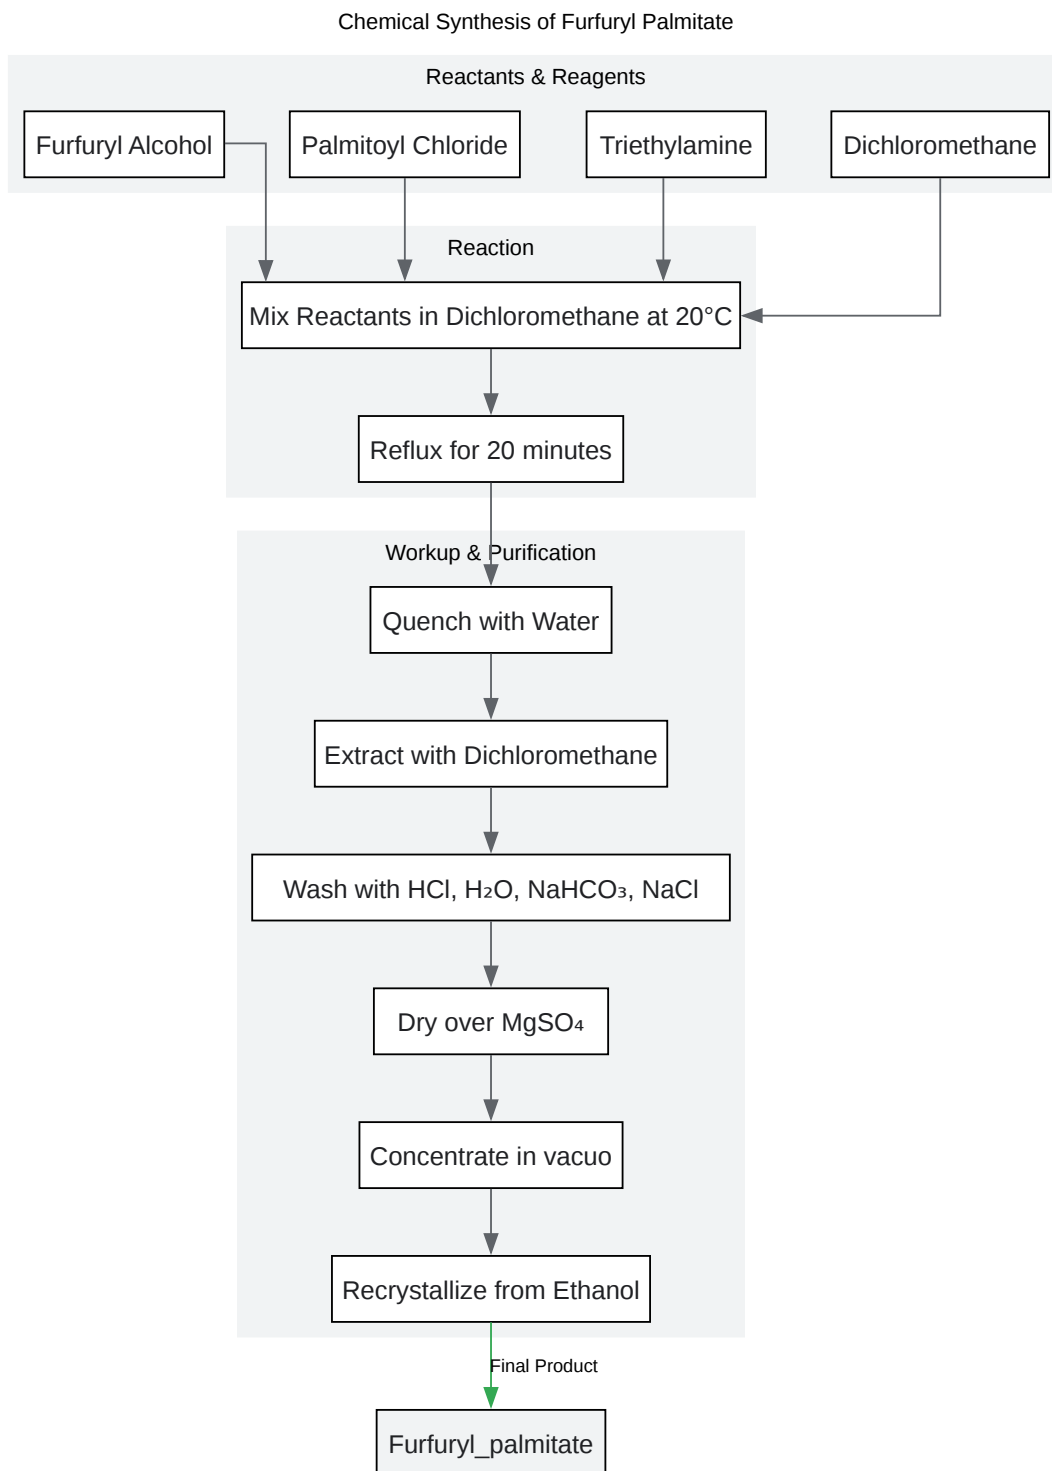 Chemical Synthesis of Furfuryl Palmitate
Reactants & Reagents
Furfuryl Alcohol
Palmitoyl Chloride
Triethylamine
Dichloromethane
Reaction
Mix Reactants in Dichloromethane at 20°C
Reflux for 20 minutes
Workup & Purification
Quench with Water
Extract with Dichloromethane
Wash with HCl, H₂O, NaHCO₃, NaCl
Dry over MgSO₄
Concentrate in vacuo
Recrystallize from Ethanol
Final Product
Furfuryl_palmitate